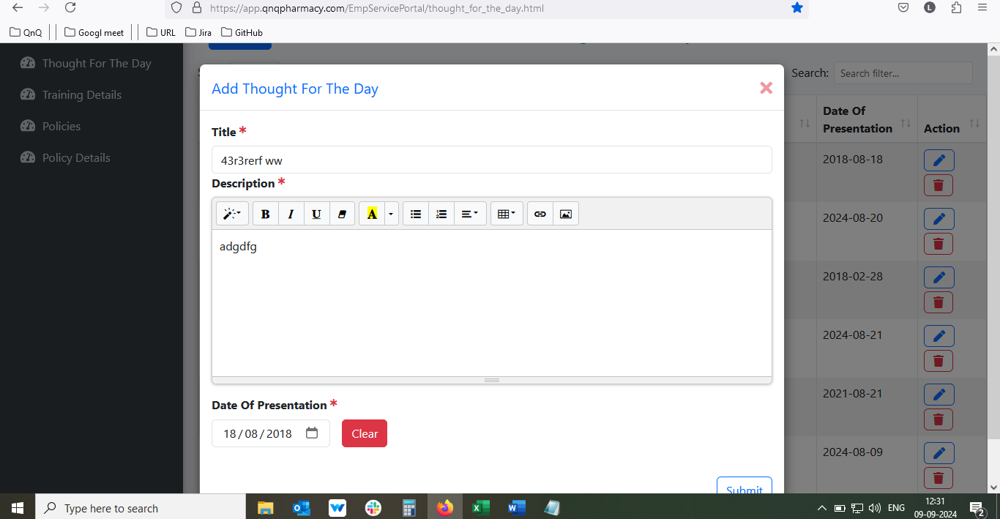 https://app.qnqpharmacy.com/EmpServicePortal/thought_for_the_day.html
L
QnQ
Googl meet
URL
Jira
GitHub
Thought For The Day
Training Details
Policies
Policy Details
Search:
Search filter...
Date Of
Presentation
Action
2018-08-18
2024-08-20
2018-02-28
2024-08-21
2021-08-21
2024-08-09
Add Thought For The Day
Title *
43r3rerf ww
Description *
B I U A
adgdfg
Date Of Presentation *
18/08/2018
Clear
Submit
Type here to search
ENG
12:31
09-09-2024
2